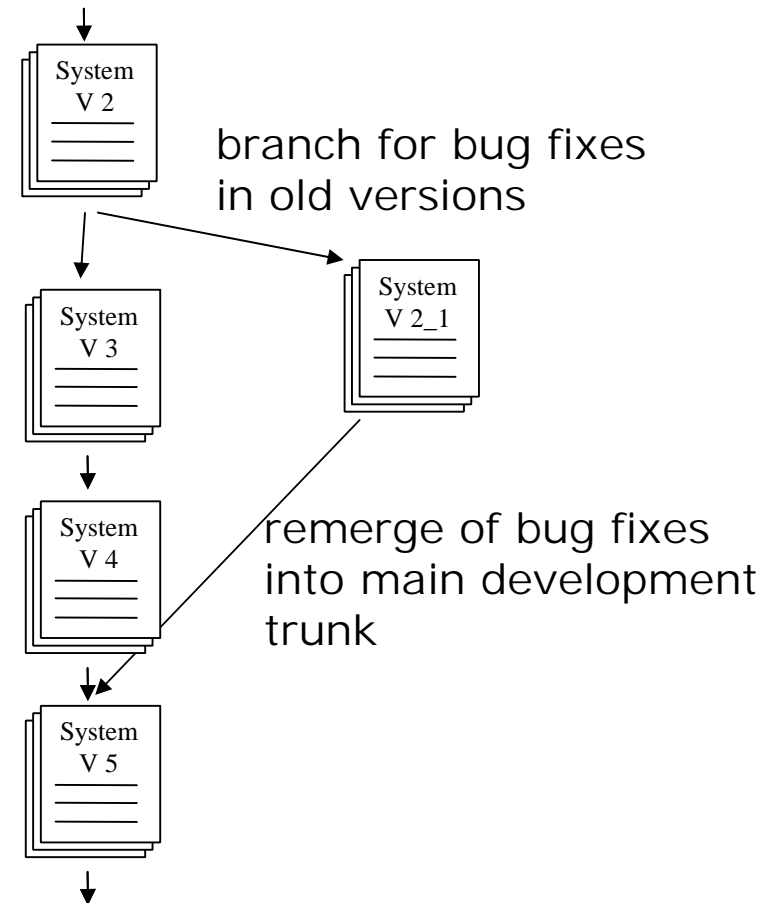 System
V 2
branch for bug fixes
in old versions
System
V 2_1
System
V 3
System
V 4
remerge of bug fixes
into main development
trunk
System
V 5